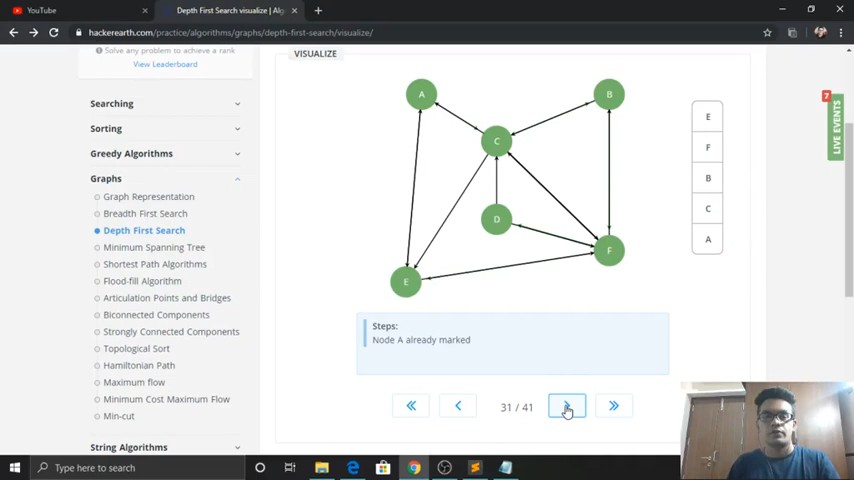 YouTube
Depth First Search visualize | Alg
hackerearth.com/practice/algorithms/graphs/depth-first-search/visualize/
Solve any problem to achieve a rank
View Leaderboard
Searching
Sorting
Greedy Algorithms
Graphs
Graph Representation
Breadth First Search
Depth First Search
Minimum Spanning Tree
Shortest Path Algorithms
Flood-fill Algorithm
Articulation Points and Bridges
Biconnected Components
Strongly Connected Components
Topological Sort
Hamiltonian Path
Maximum flow
Minimum Cost Maximum Flow
Min-cut
String Algorithms
VISUALIZE
A
B
C
D
F
E
E
F
B
C
A
7
LIVE EVENTS
Steps:
Node A already marked
31 / 41
Type here to search